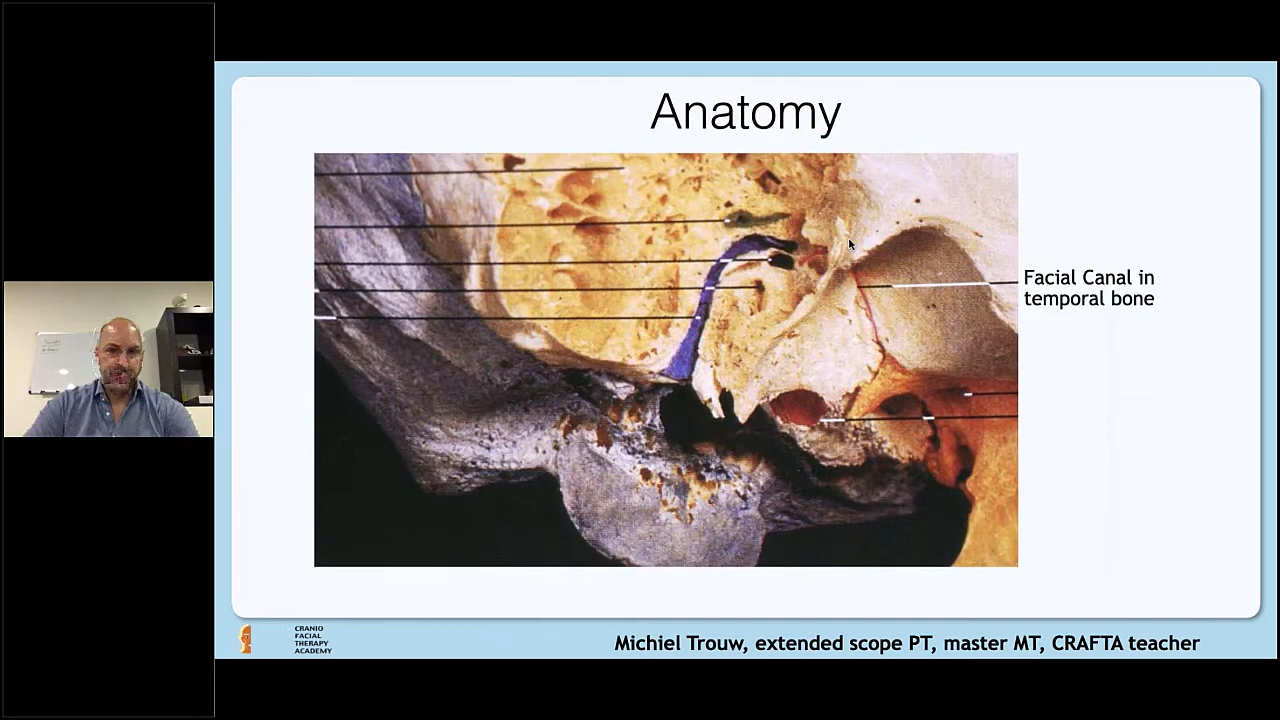 Anatomy
Facial Canal in
temporal bone
CRANIO
FACIAL
THERAPY
ACADEMY
Michiel Trouw, extended scope PT, master MT, CRAFTA teacher